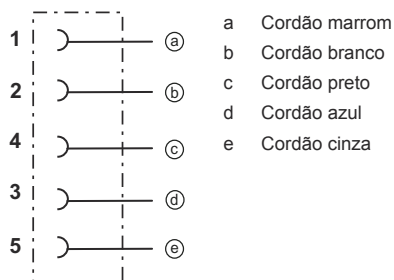 1 a
2 b
4 c
3 d
5 e
a Cordão marrom
b Cordão branco
c Cordão preto
d Cordão azul
e Cordão cinza